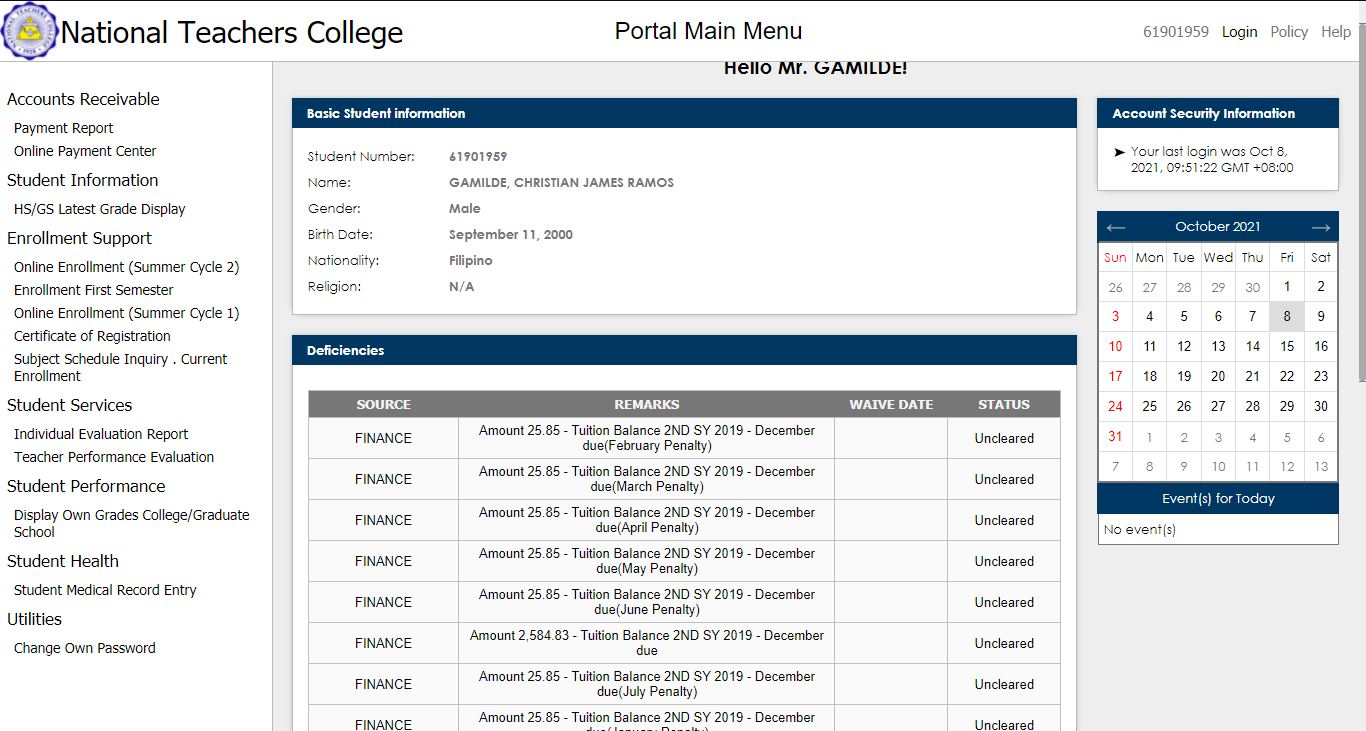 National Teachers College
Portal Main Menu
61901959 Login Policy Help
Accounts Receivable
Payment Report
Online Payment Center
Student Information
HS/GS Latest Grade Display
Enrollment Support
Online Enrollment (Summer Cycle 2)
Enrollment First Semester
Online Enrollment (Summer Cycle 1)
Certificate of Registration
Subject Schedule Inquiry . Current
Enrollment
Student Services
Individual Evaluation Report
Teacher Performance Evaluation
Student Performance
Display Own Grades College/Graduate
School
Student Health
Student Medical Record Entry
Utilities
Change Own Password
Hello Mr. GAMILDE!
Basic Student information
Student Number: 61901959
Name: GAMILDE, CHRISTIAN JAMES RAMOS
Gender: Male
Birth Date: September 11, 2000
Nationality: Filipino
Religion: N/A
Deficiencies
SOURCE REMARKS WAIVE DATE STATUS
FINANCE Amount 25.85 - Tuition Balance 2ND SY 2019 - December Uncleared
due(February Penalty)
FINANCE Amount 25.85 - Tuition Balance 2ND SY 2019 - December Uncleared
due(March Penalty)
FINANCE Amount 25.85 - Tuition Balance 2ND SY 2019 - December Uncleared
due(April Penalty)
FINANCE Amount 25.85 - Tuition Balance 2ND SY 2019 - December Uncleared
due(May Penalty)
FINANCE Amount 25.85 - Tuition Balance 2ND SY 2019 - December Uncleared
due(June Penalty)
FINANCE Amount 2,584.83 - Tuition Balance 2ND SY 2019 - December Uncleared
due
FINANCE Amount 25.85 - Tuition Balance 2ND SY 2019 - December Uncleared
due(July Penalty)
FINANCE Amount 25.85 - Tuition Balance 2ND SY 2019 - December Uncleared
due(January Penalty)
Account Security Information
➤ Your last login was Oct 8,
2021, 09:51:22 GMT +08:00
← October 2021 →
Sun Mon Tue Wed Thu Fri Sat
26 27 28 29 30 1 2
3 4 5 6 7 8 9
10 11 12 13 14 15 16
17 18 19 20 21 22 23
24 25 26 27 28 29 30
31 1 2 3 4 5 6
7 8 9 10 11 12 13
Event(s) for Today
No event(s)